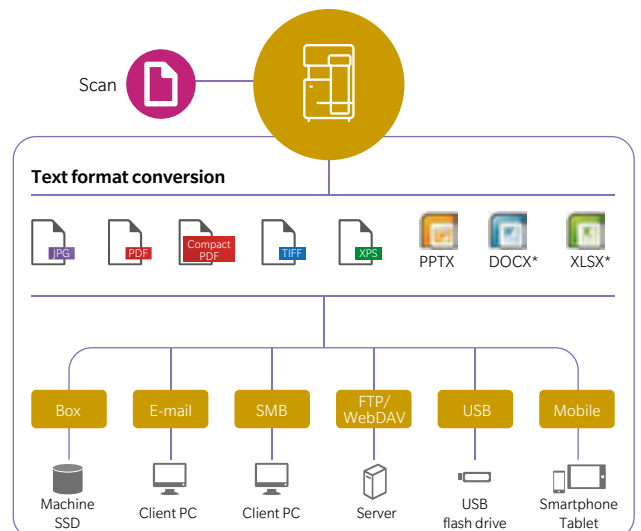 Scan
Text format conversion
JPG
PDF
Compact
PDF
TIFF
XPS
PPTX
DOCX*
XLSX*
Box
E-mail
SMB
FTP/
WebDAV
USB
Mobile
Machine
SSD
Client PC
Client PC
Server
USB
flash drive
Smartphone
Tablet